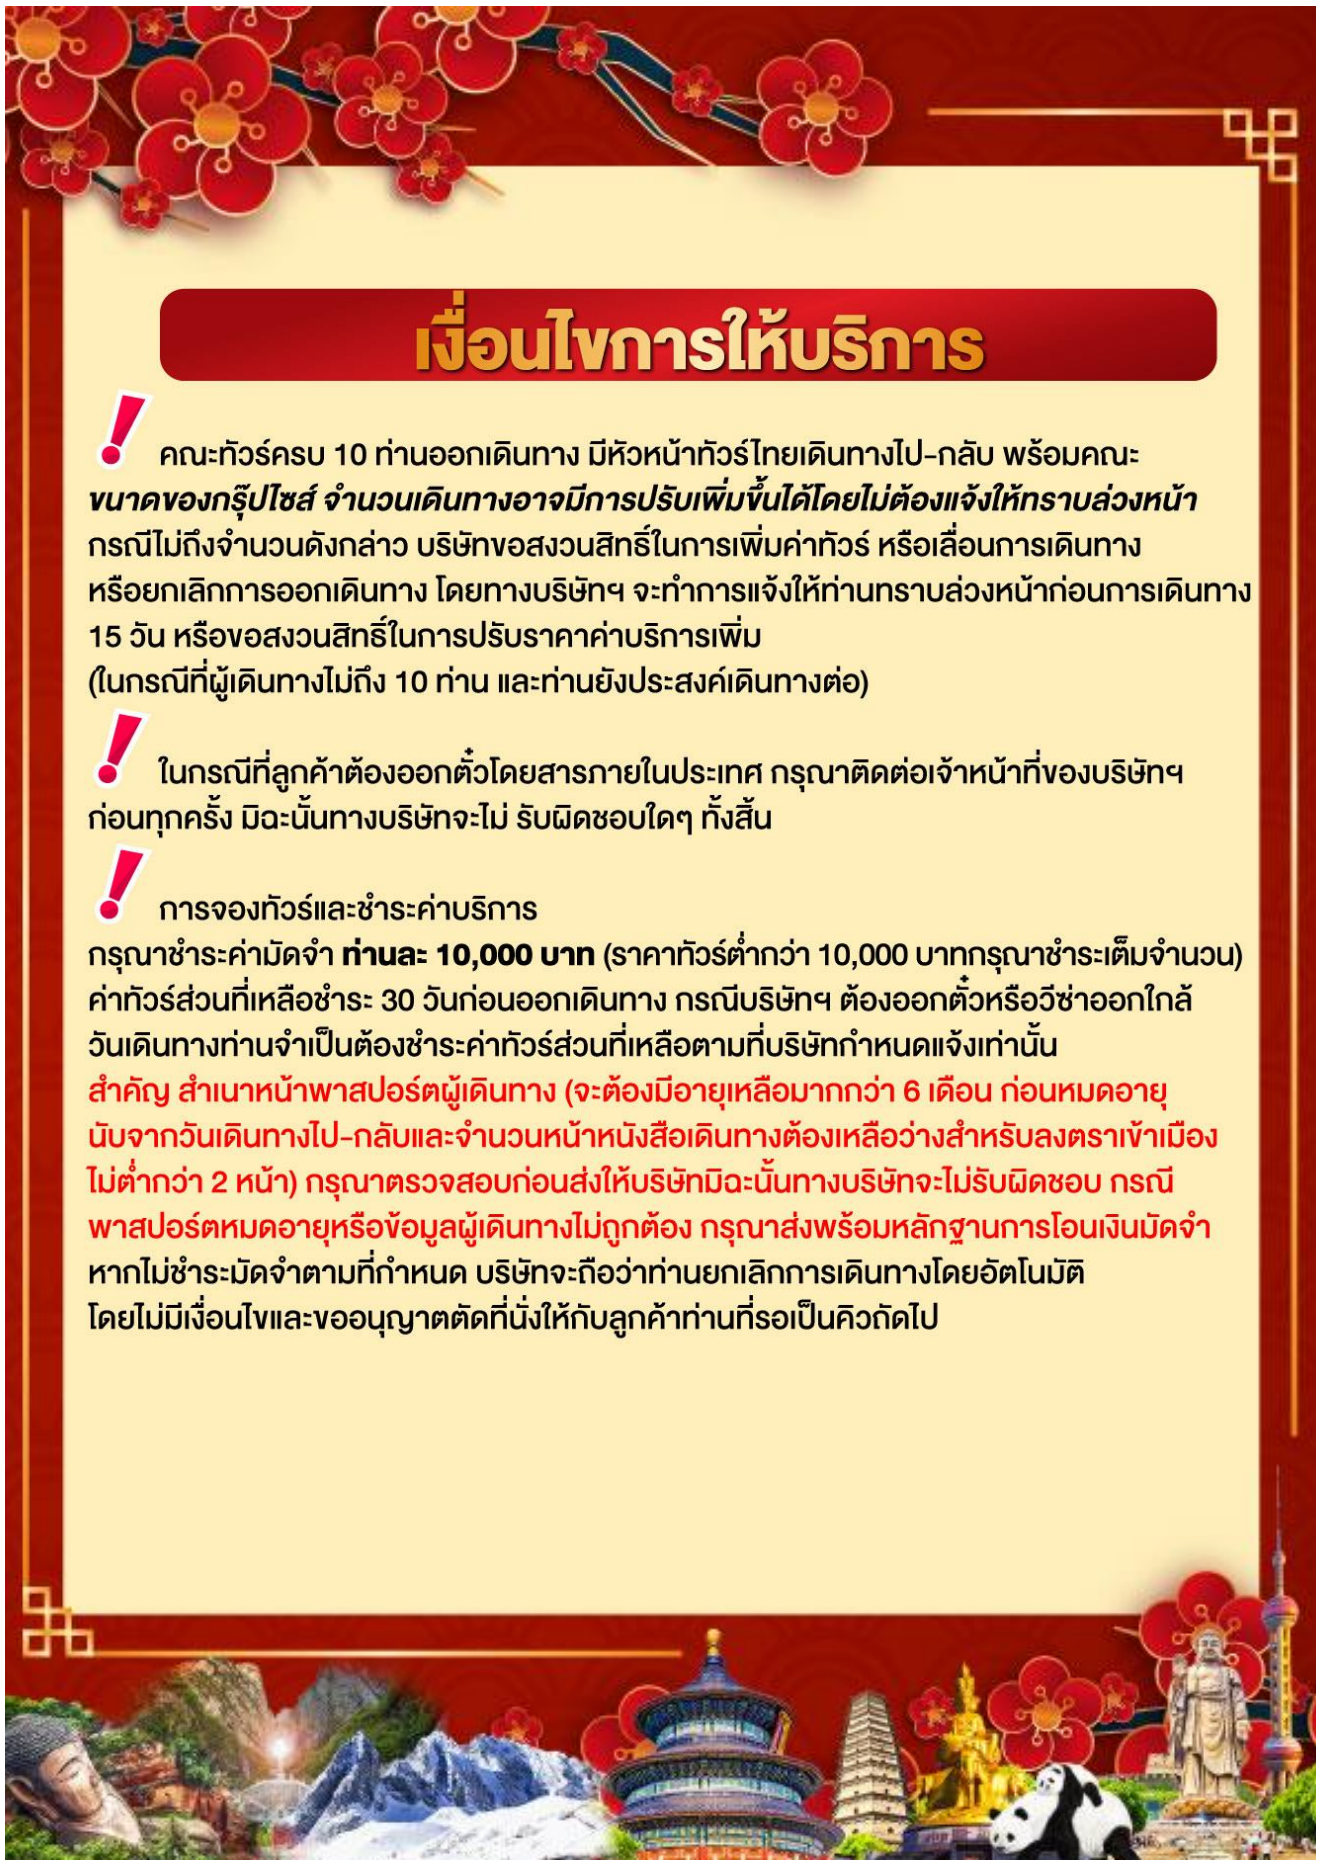 เงื่อนไขการให้บริการ
คณะทัวร์ครบ 10 ท่านออกเดินทาง มีหัวหน้าทัวร์ไทยเดินทางไป-กลับ พร้อมคณะ
ขนาดของกรุ๊ปไซส์ จำนวนเดินทางอาจมีการปรับเพิ่มขึ้นได้โดยไม่ต้องแจ้งให้ทราบล่วงหน้า
กรณีไม่ถึงจำนวนดังกล่าว บริษัทขอสงวนสิทธิ์ในการเพิ่มค่าทัวร์ หรือเลื่อนการเดินทาง
หรือยกเลิกการออกเดินทาง โดยทางบริษัทฯ จะทำการแจ้งให้ท่านทราบล่วงหน้าก่อนการเดินทาง
15 วัน หรือขอสงวนสิทธิ์ในการปรับราคาค่าบริการเพิ่ม
(ในกรณีที่ผู้เดินทางไม่ถึง 10 ท่าน และท่านยังประสงค์เดินทางต่อ)
ในกรณีที่ลูกค้าต้องออกตั๋วโดยสารภายในประเทศ กรุณาติดต่อเจ้าหน้าที่ของบริษัทฯ
ก่อนทุกครั้ง มิฉะนั้นทางบริษัทจะไม่ รับผิดชอบใดๆ ทั้งสิ้น
การจองทัวร์และชำระค่าบริการ
กรุณาชำระค่ามัดจำ ท่านละ 10,000 บาท (ราคาทัวร์ต่ำกว่า 10,000 บาทกรุณาชำระเต็มจำนวน)
ค่าทัวร์ส่วนที่เหลือชำระ 30 วันก่อนออกเดินทาง กรณีบริษัทฯ ต้องออกตั๋วหรือวีซ่าออกใกล้
วันเดินทางท่านจำเป็นต้องชำระค่าทัวร์ส่วนที่เหลือตามที่บริษัทกำหนดแจ้งเท่านั้น
สำคัญ สำเนาหน้าพาสปอร์ตผู้เดินทาง (จะต้องมีอายุเหลือมากกว่า 6 เดือน ก่อนหมดอายุ
นับจากวันเดินทางไป-กลับและจำนวนหน้าหนังสือเดินทางต้องเหลือว่างสำหรับลงตราเข้าเมือง
ไม่ต่ำกว่า 2 หน้า) กรุณาตรวจสอบก่อนส่งให้บริษัทมิฉะนั้นทางบริษัทจะไม่รับผิดชอบ กรณี
พาสปอร์ตหมดอายุหรือข้อมูลผู้เดินทางไม่ถูกต้อง กรุณาส่งพร้อมหลักฐานการโอนเงินมัดจำ
หากไม่ชำระมัดจำตามที่กำหนด บริษัทจะถือว่าท่านยกเลิกการเดินทางโดยอัตโนมัติ
โดยไม่มีเงื่อนไขและขออนุญาตตัดที่นั่งให้กับลูกค้าท่านที่รอเป็นคิวถัดไป